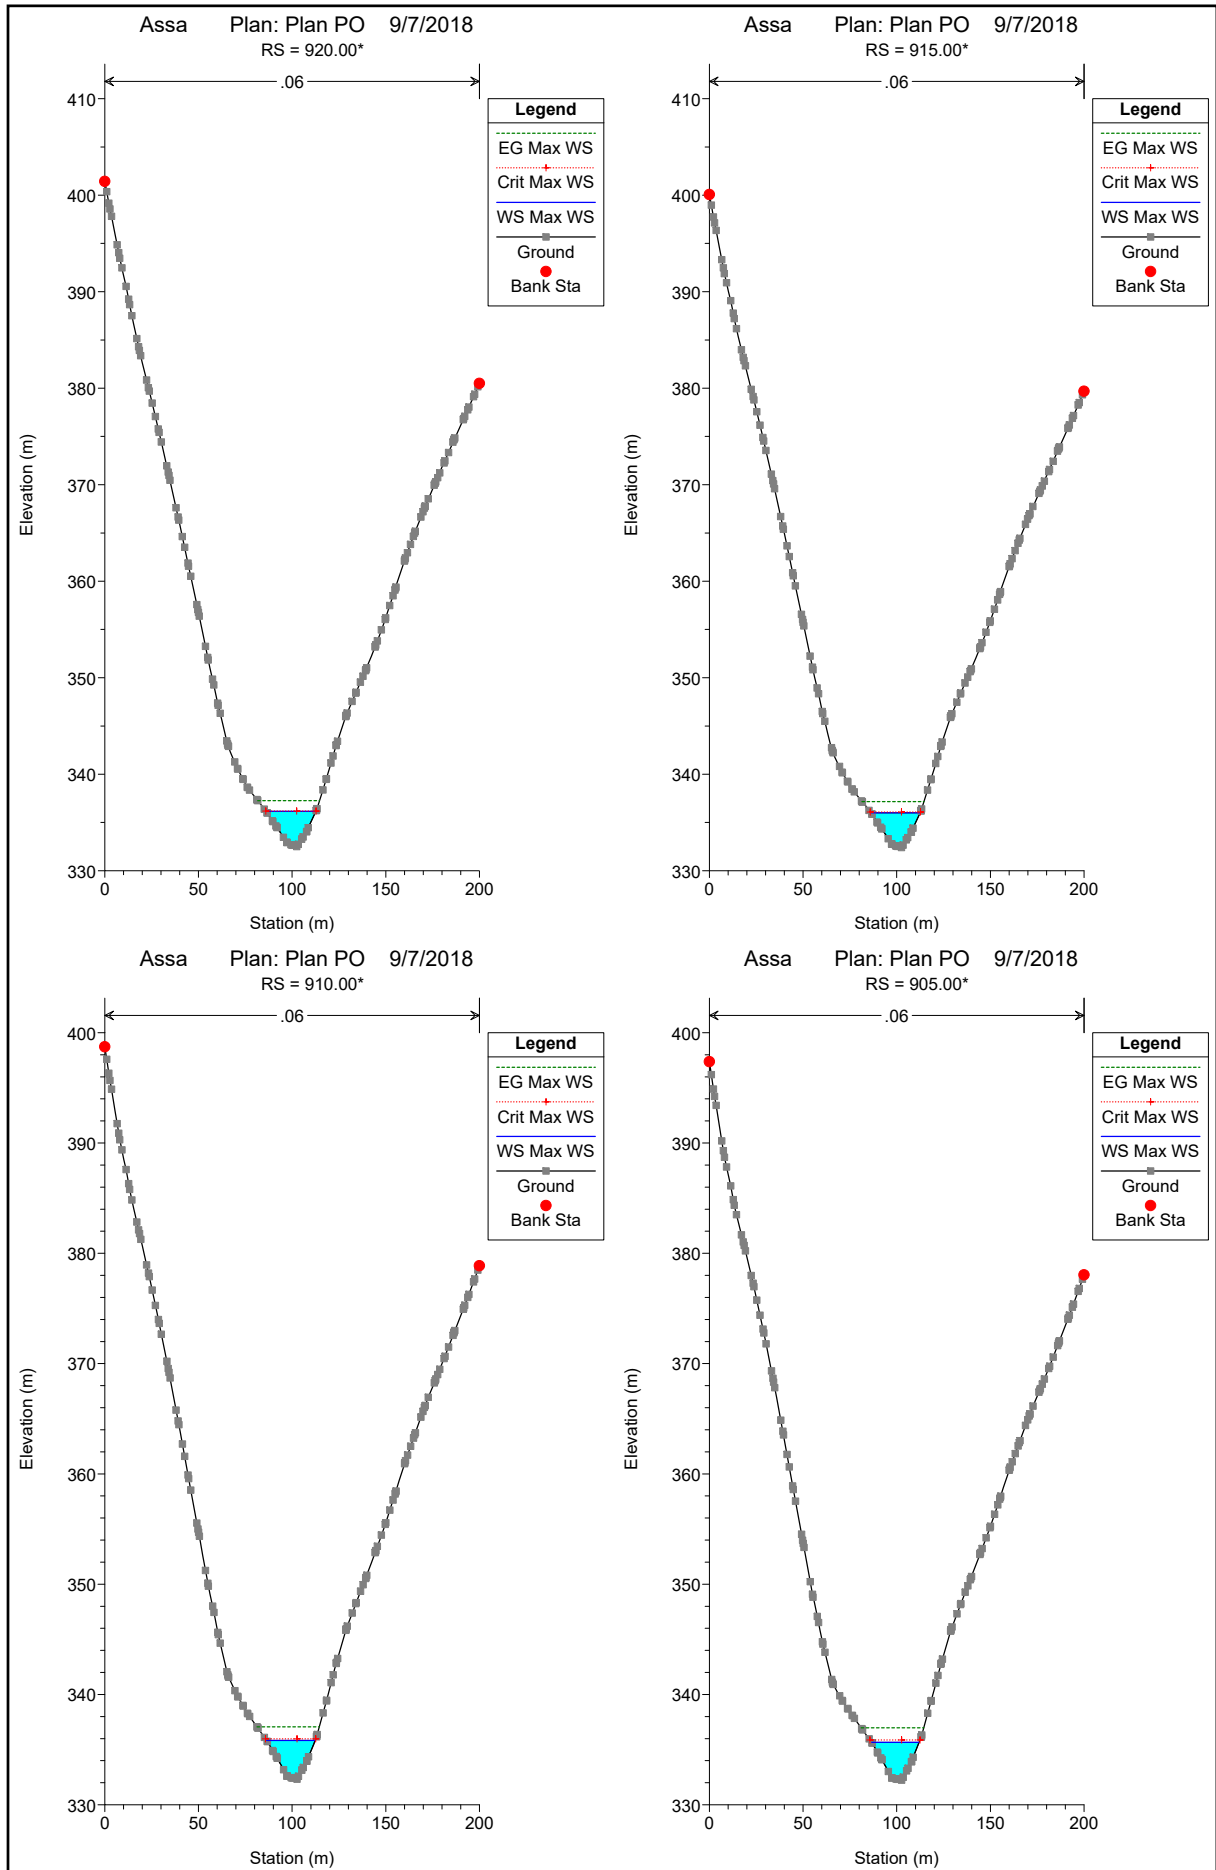 Assa Plan: Plan PO 9/7/2018
RS = 920.00*
.06
Legend
EG Max WS
Crit Max WS
WS Max WS
Ground
Bank Sta
410
400
390
380
370
360
350
340
330
Elevation (m)
0 50 100 150 200
Station (m)
Assa Plan: Plan PO 9/7/2018
RS = 915.00*
.06
Legend
EG Max WS
Crit Max WS
WS Max WS
Ground
Bank Sta
410
400
390
380
370
360
350
340
330
Elevation (m)
0 50 100 150 200
Station (m)
Assa Plan: Plan PO 9/7/2018
RS = 910.00*
.06
Legend
EG Max WS
Crit Max WS
WS Max WS
Ground
Bank Sta
400
390
380
370
360
350
340
330
Elevation (m)
0 50 100 150 200
Station (m)
Assa Plan: Plan PO 9/7/2018
RS = 905.00*
.06
Legend
EG Max WS
Crit Max WS
WS Max WS
Ground
Bank Sta
400
390
380
370
360
350
340
330
Elevation (m)
0 50 100 150 200
Station (m)